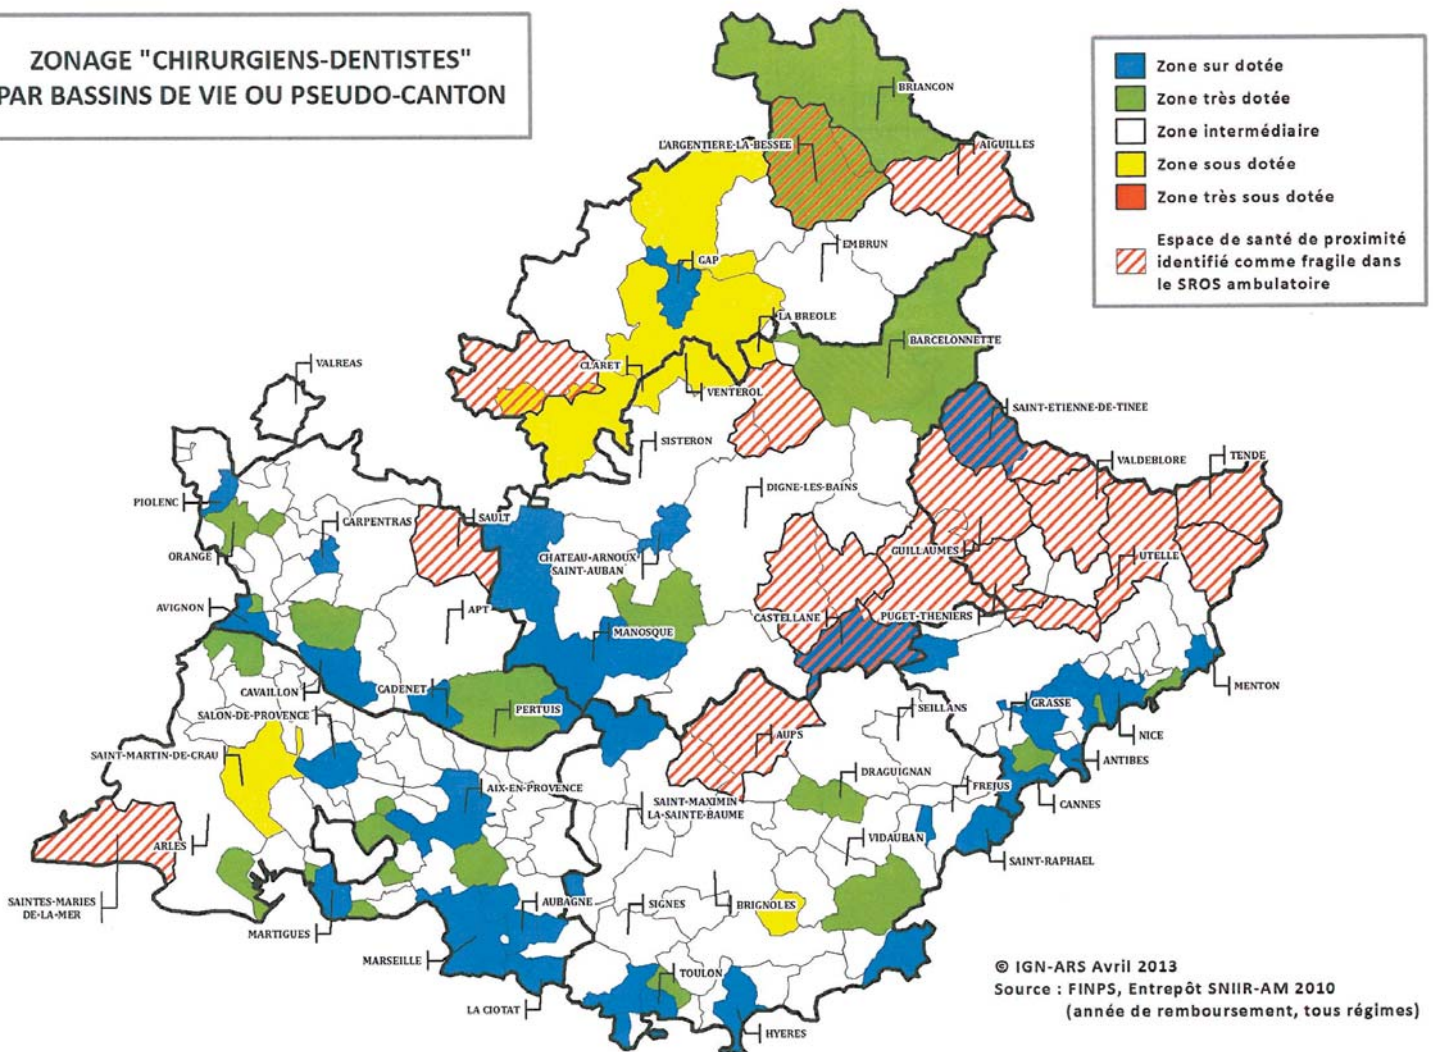 ZONAGE "CHIRURGIENS-DENTISTES"
PAR BASSINS DE VIE OU PSEUDO-CANTON
Zone sur dotée
Zone très dotée
Zone intermédiaire
Zone sous dotée
Zone très sous dotée
Espace de santé de proximité
identifié comme fragile dans
le SROS ambulatoire
BRIANCON
L'ARGENTIERE-LA-BESSEE
AIGUILLES
EMBRUN
GAP
LA BREOLE
BARCELONNETTE
VALREAS
CLARET
VENTEROL
SAINT-ETIENNE-DE-TINEE
SISTERON
VALDEBLORE
TENDE
DIGNE-LES-BAINS
PIOLENC
CARPENTRAS
SAULT
ORANGE
CHATEAU-ARNOUX
SAINT-AUBAN
GUILLAUMES
UTELLE
AVIGNON
APT
CASTELLANE
PUGET-THENIERS
MANOSQUE
CAVAILLON
CADENET
MENTON
PERTUIS
SEILLANS
GRASSE
SALON-DE-PROVENCE
AUPS
NICE
SAINT-MARTIN-DE-CRAU
ANTIBES
DRAGUIGNAN
AIX-EN-PROVENCE
FREJUS
SAINT-MAXIMIN
LA-SAINTE-BAUME
CANNES
VIDAUBAN
ARLES
SAINT-RAPHAEL
SAINTES-MARIES
DE-LA-MER
AUBAGNE
SIGNES
BRIGNOLES
MARTIGUES
MARSEILLE
TOULON
LA CIOTAT
HYERES
© IGN-ARS Avril 2013
Source : FINPS, Entrepôt SNIIR-AM 2010
(année de remboursement, tous régimes)